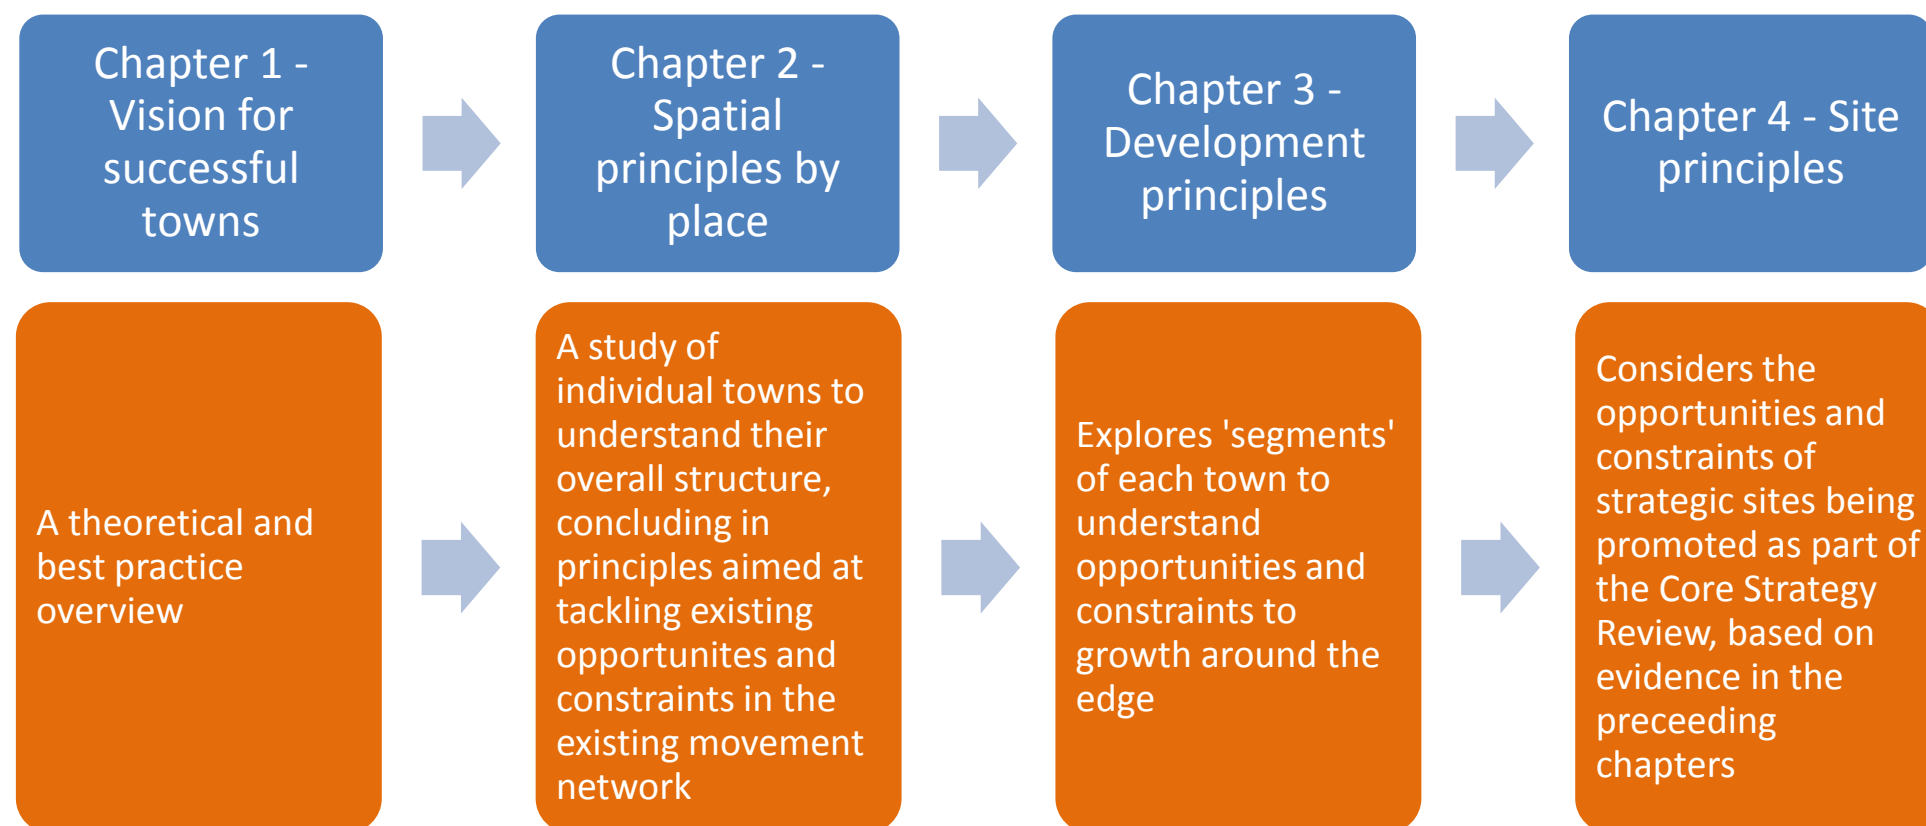 Chapter 1 -
Vision for
successful
towns
Chapter 2 -
Spatial
principles by
place
Chapter 3 -
Development
principles
Chapter 4 - Site
principles
A theoretical and
best practice
overview
A study of
individual towns to
understand their
overall structure,
concluding in
principles aimed at
tackling existing
opportunites and
constraints in the
existing movement
network
Explores 'segments'
of each town to
understand
opportunities and
constraints to
growth around the
edge
Considers the
opportunities and
constraints of
strategic sites being
promoted as part of
the Core Strategy
Review, based on
evidence in the
preceeding
chapters